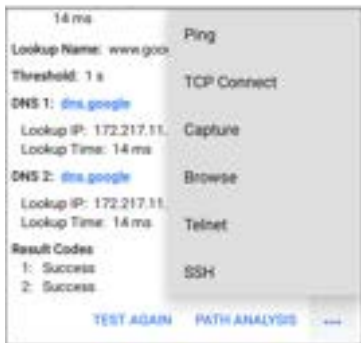 14 ms
Lookup Name: www.goo
Threshold: 1 s
DNS 1: dns.google
Lookup IP: 172.217.11.
Lookup Time: 14 ms
DNS 2: dns.google
Lookup IP: 172.217.11.
Lookup Time: 14 ms
Result Codes
1: Success
2: Success
TEST AGAIN PATH ANALYSIS ...
Ping
TCP Connect
Capture
Browse
Telnet
SSH